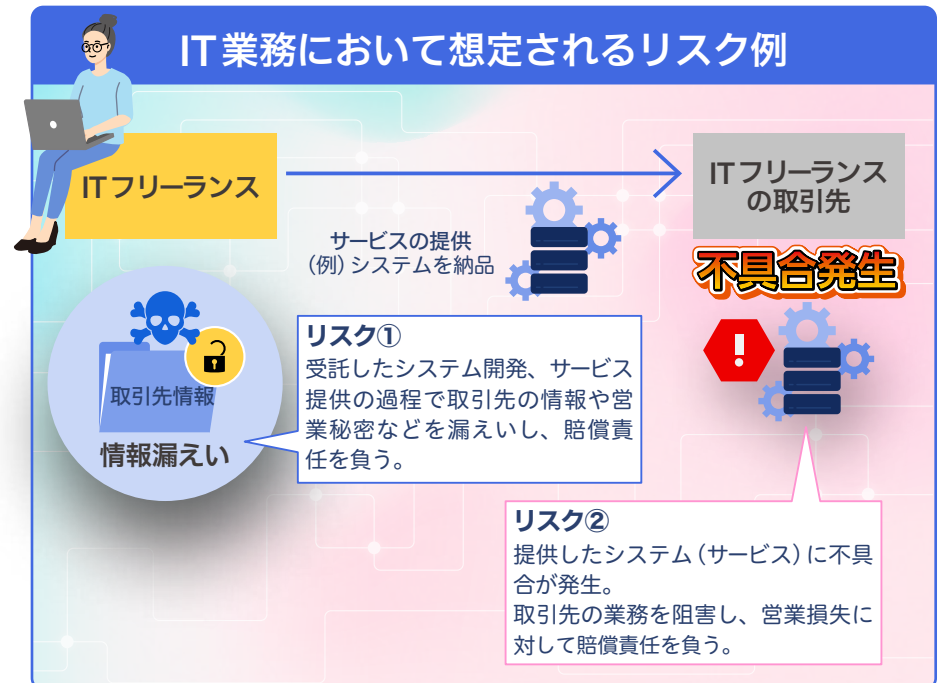 IT業務において想定されるリスク例
ITフリーランス
ITフリーランス
の取引先
サービスの提供
(例)システムを納品
不具合発生
!
取引先情報
情報漏えい
リスク①
受託したシステム開発、サービス
提供の過程で取引先の情報や営
業秘密などを漏えいし、賠償責
任を負う。
リスク②
提供したシステム(サービス)に不具
合が発生。
取引先の業務を阻害し、営業損失に
対して賠償責任を負う。